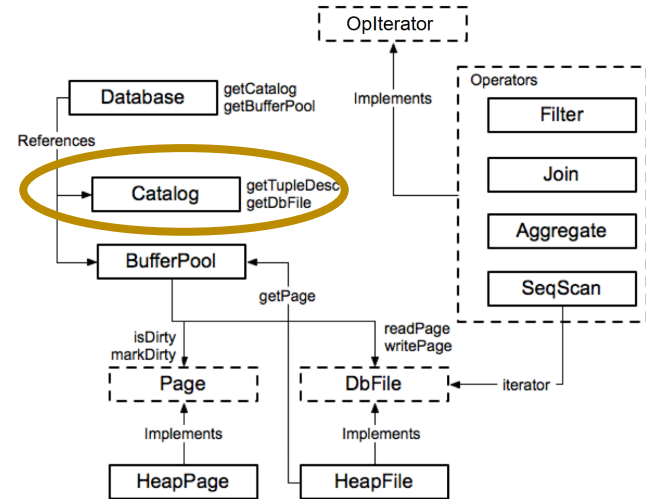 OpIterator
Database
getCatalog
getBufferPool
Implements
Operators
Filter
References
Join
Catalog
getTupleDesc
getDbFile
Aggregate
BufferPool
SeqScan
getPage
isDirty
markDirty
readPage
writePage
Page
DbFile
iterator
Implements
Implements
HeapPage
HeapFile